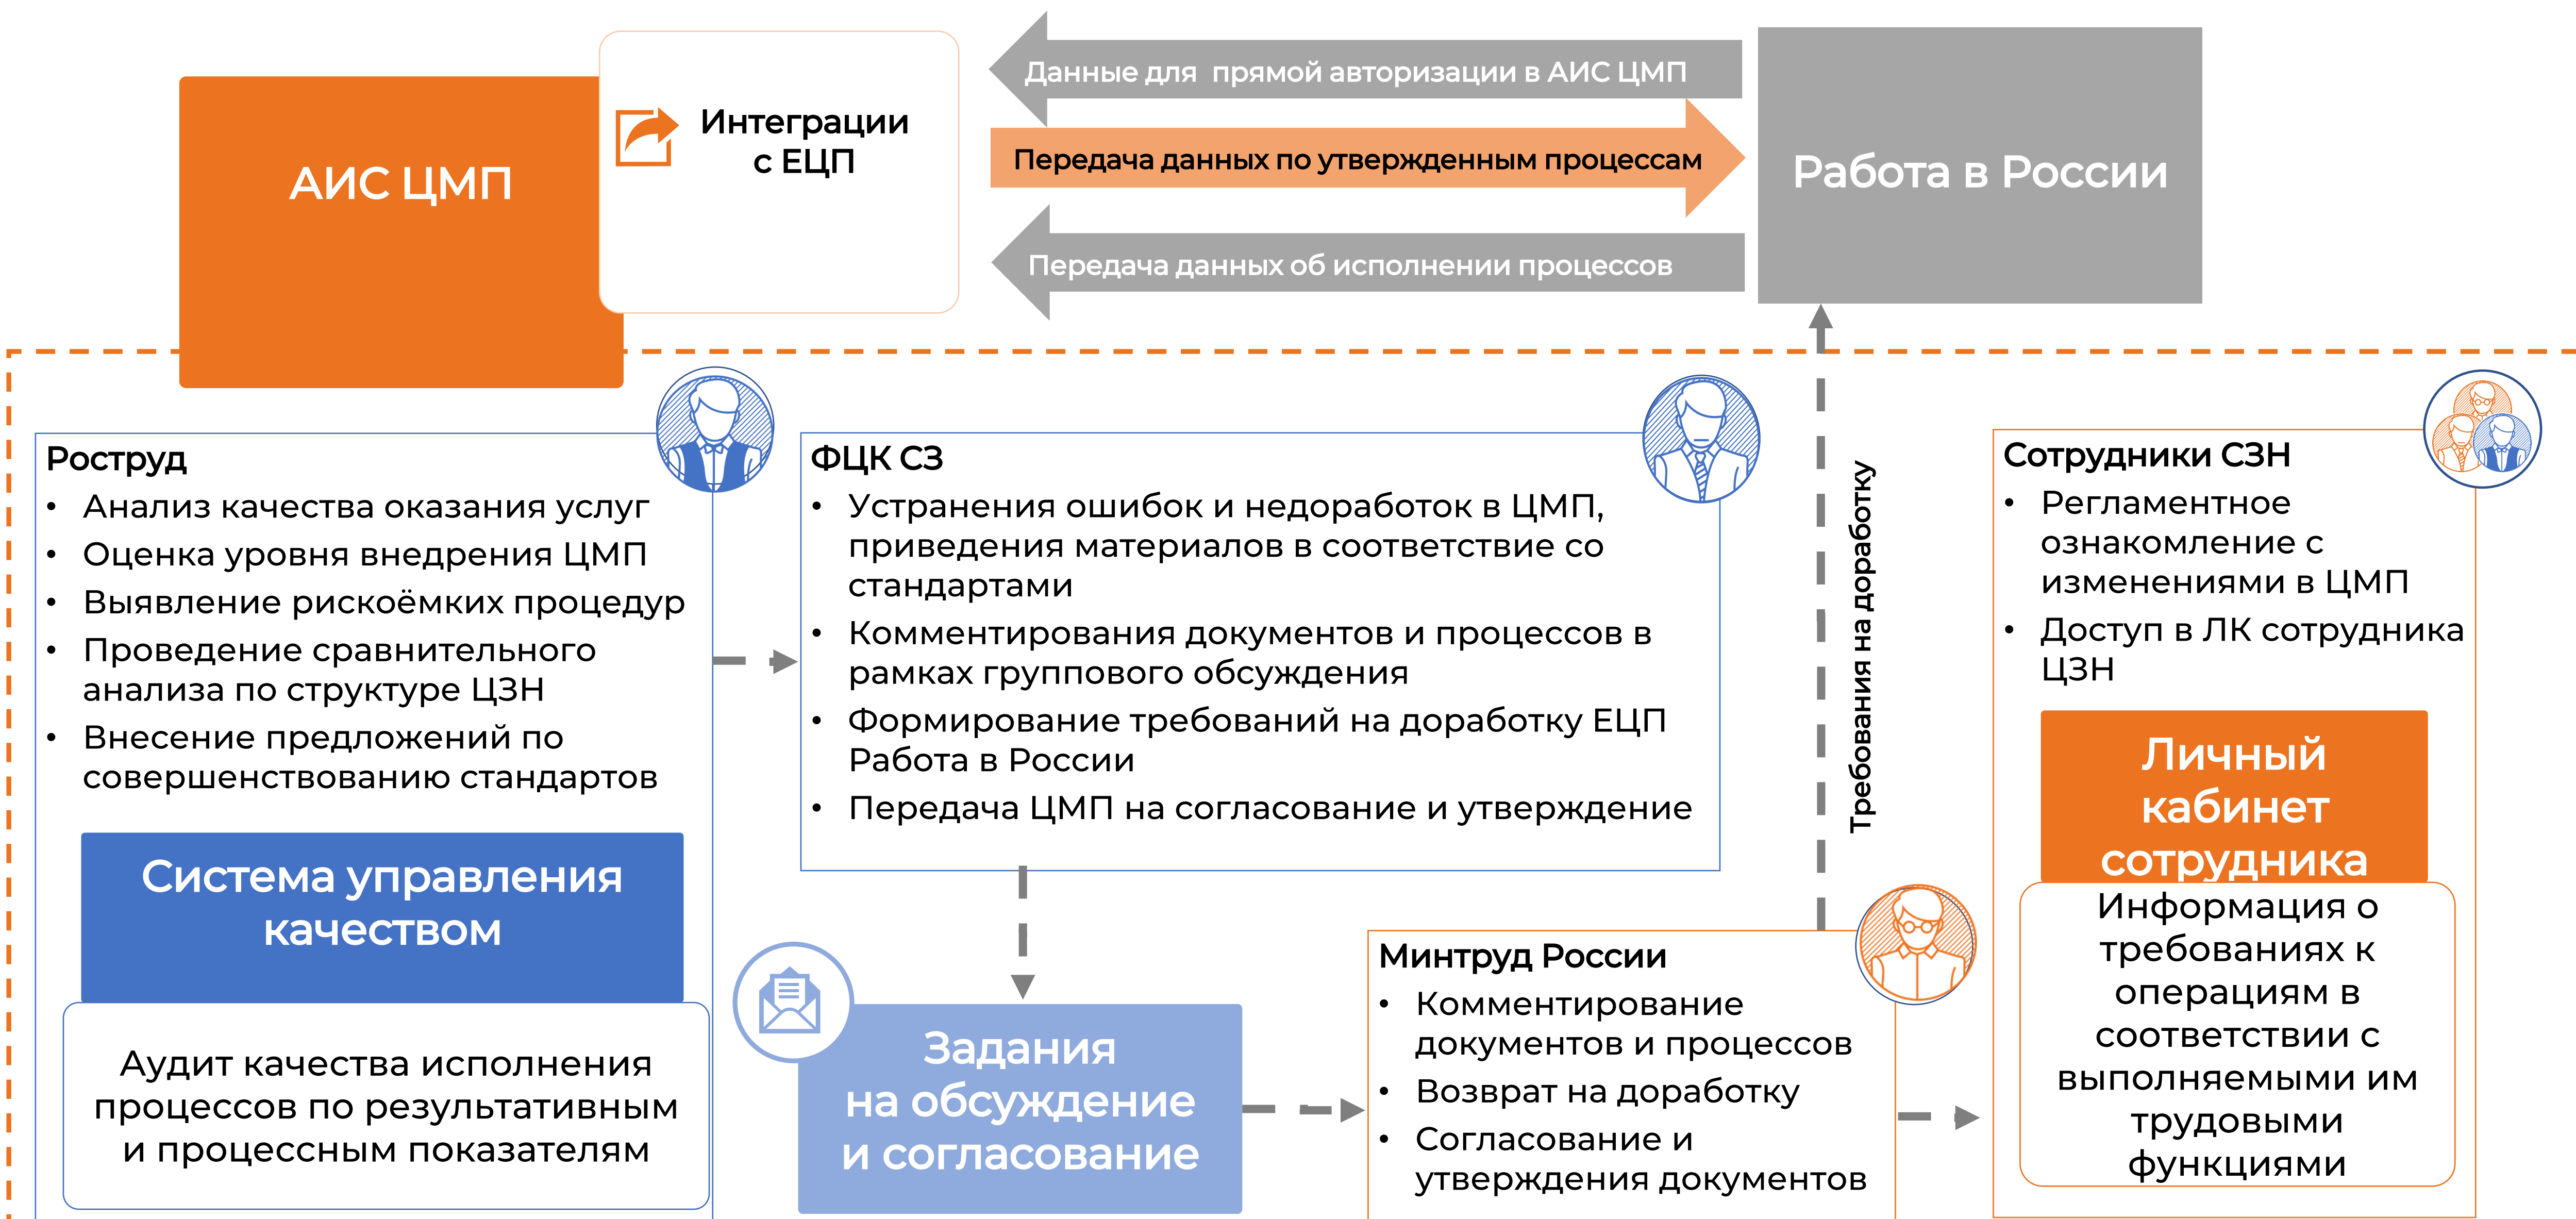 АИС ЦМП
Интеграции
с ЕЦП
Данные для прямой авторизации в АИС ЦМП
Передача данных по утвержденным процессам
Передача данных об исполнении процессов
Работа в России
Роструд
• Анализ качества оказания услуг
• Оценка уровня внедрения ЦМП
• Выявление рискоёмких процедур
• Проведение сравнительного
анализа по структуре ЦЗН
• Внесение предложений по
совершенствованию стандартов
Система управления
качеством
Аудит качества исполнения
процессов по результативным
и процессным показателям
ФЦК СЗ
• Устранения ошибок и недоработок в ЦМП,
приведения материалов в соответствие со
стандартами
• Комментирования документов и процессов в
рамках группового обсуждения
• Формирование требований на доработку ЕЦП
Работа в России
• Передача ЦМП на согласование и утверждение
Задания
на обсуждение
и согласование
Требования на доработку
Минтруд России
• Комментирование
документов и процессов
• Возврат на доработку
• Согласование и
утверждения документов
Сотрудники СЗН
• Регламентное
ознакомление с
изменениями в ЦМП
• Доступ в ЛК сотрудника
ЦЗН
Личный
кабинет
сотрудника
Информация о
требованиях к
операциям в
соответствии с
выполняемыми им
трудовыми
функциями